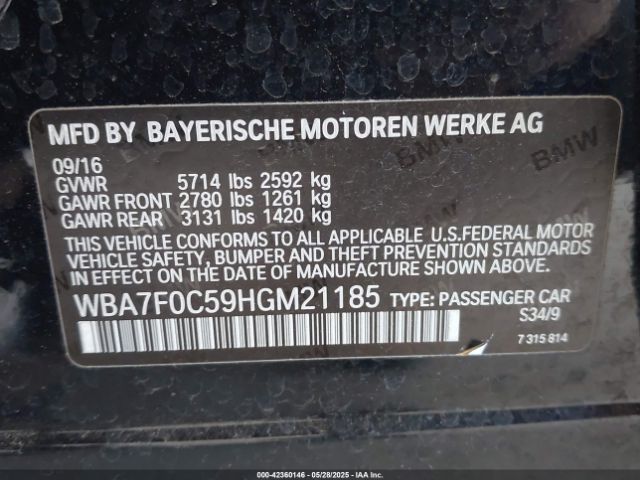 MFD BY BAYERISCHE MOTOREN WERKE AG
09/16
GVWR 5714 lbs 2592 kg
GAWR FRONT 2780 lbs 1261 kg
GAWR REAR 3131 lbs 1420 kg
THIS VEHICLE CONFORMS TO ALL APPLICABLE U.S.FEDERAL MOTOR
VEHICLE SAFETY, BUMPER AND THEFT PREVENTION STANDARDS
IN EFFECT ON THE DATE OF MANUFACTURE SHOWN ABOVE.
WBA7F0C59HGM21185 TYPE: PASSENGER CAR
S34/9
7 315 814
BMW
BMW
000-42360146 - 05/28/2025 - IAAI. Copyright